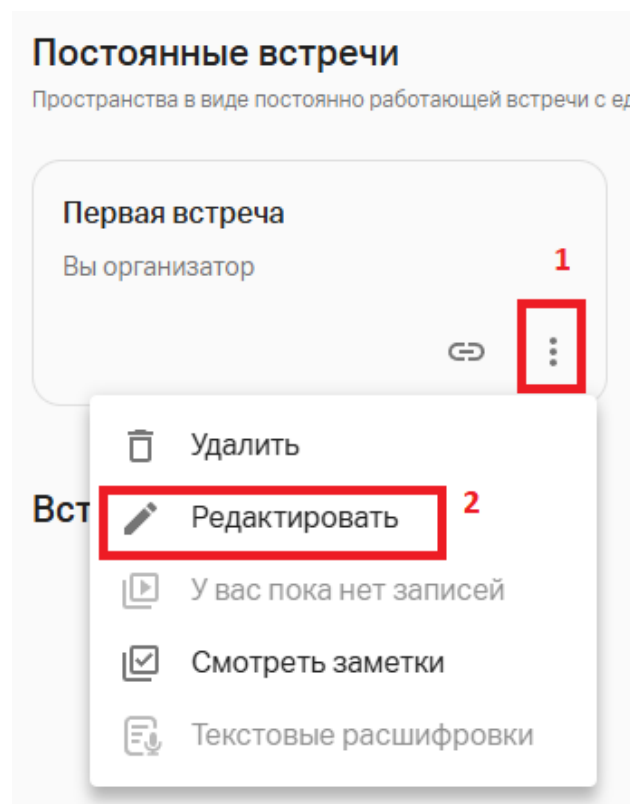 Постоянные встречи
Пространства в виде постоянно работающей встречи с ед
Первая встреча
Вы организатор
1
Удалить
Вст
Редактировать
2
У вас пока нет записей
Смотреть заметки
Текстовые расшифровки